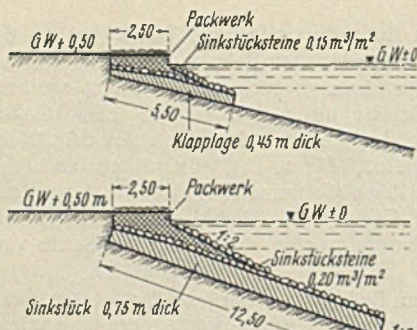 2,50
Packwerk
Sinkstücksteine 0,15 m³/m²
GW+0,50
GW±0
5,50
Klapplage 0,45 m dick
2,50
Packwerk
GW+0,50 m
GW±0
1:2
Sinkstücksteine
0,20 m³/m²
Sinkstück 0,75 m dick
12,50